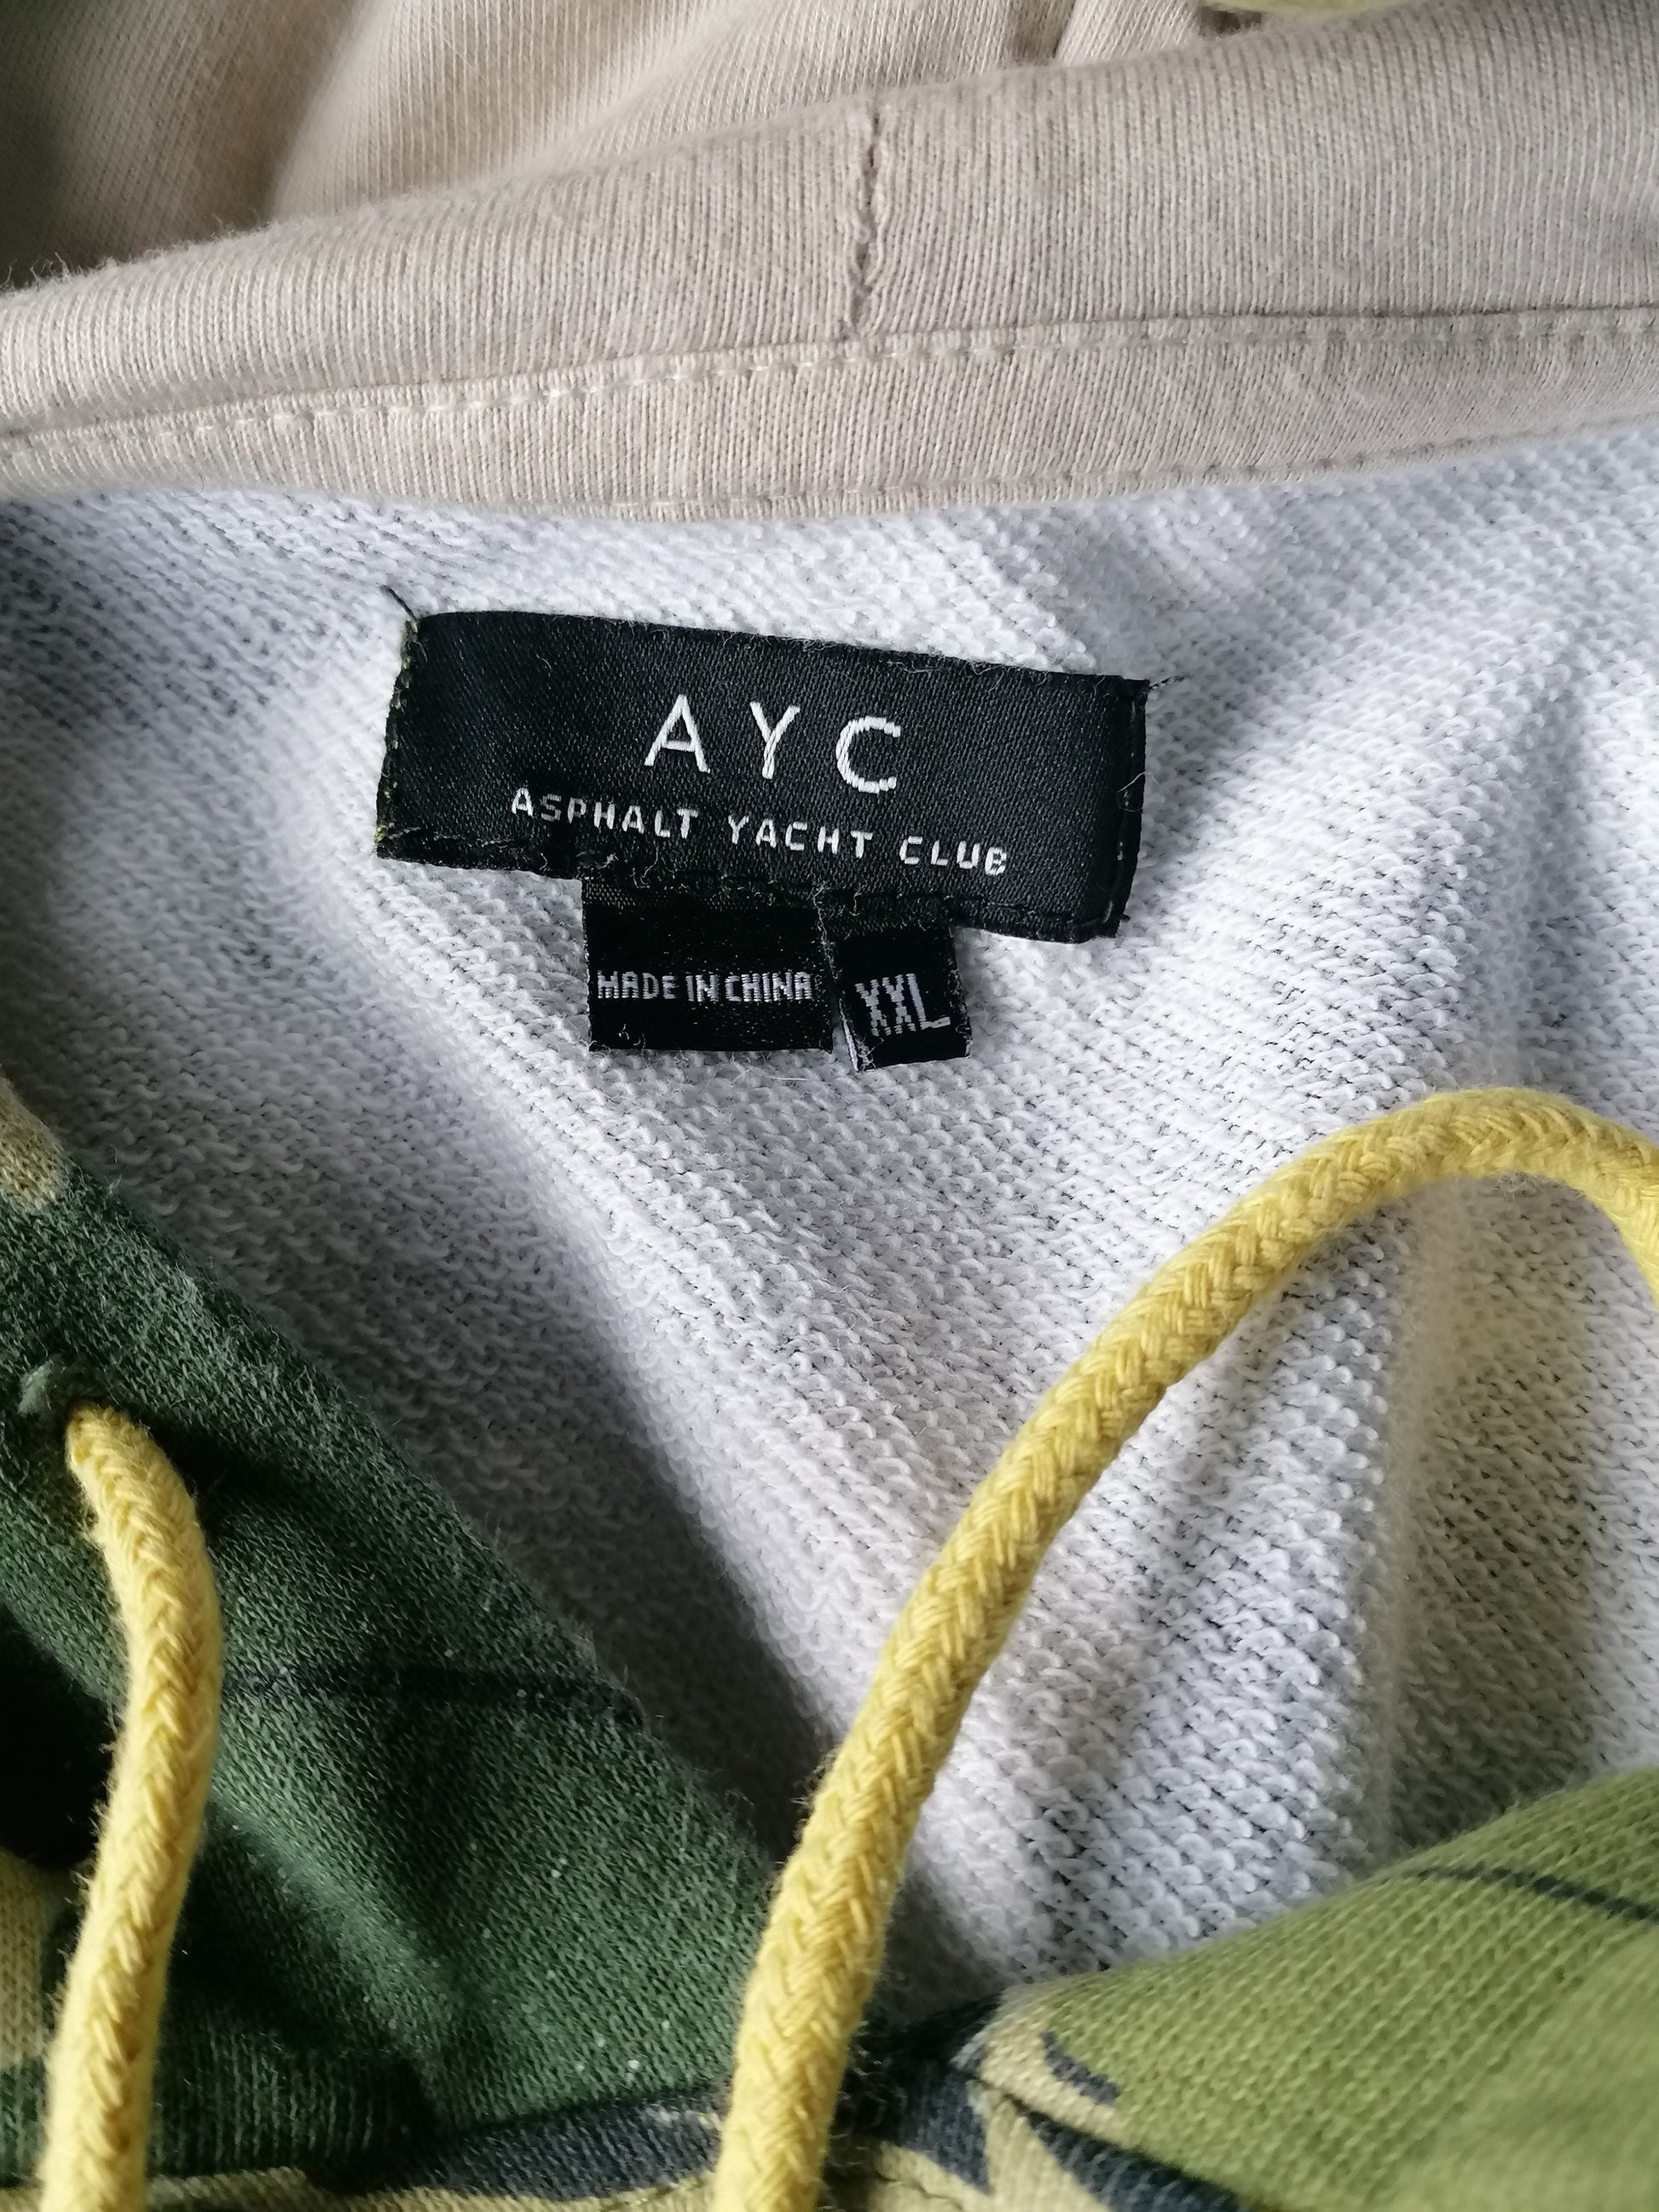 AYC
ASPHALT YACHT CLUB
MADE IN CHINA
XXL